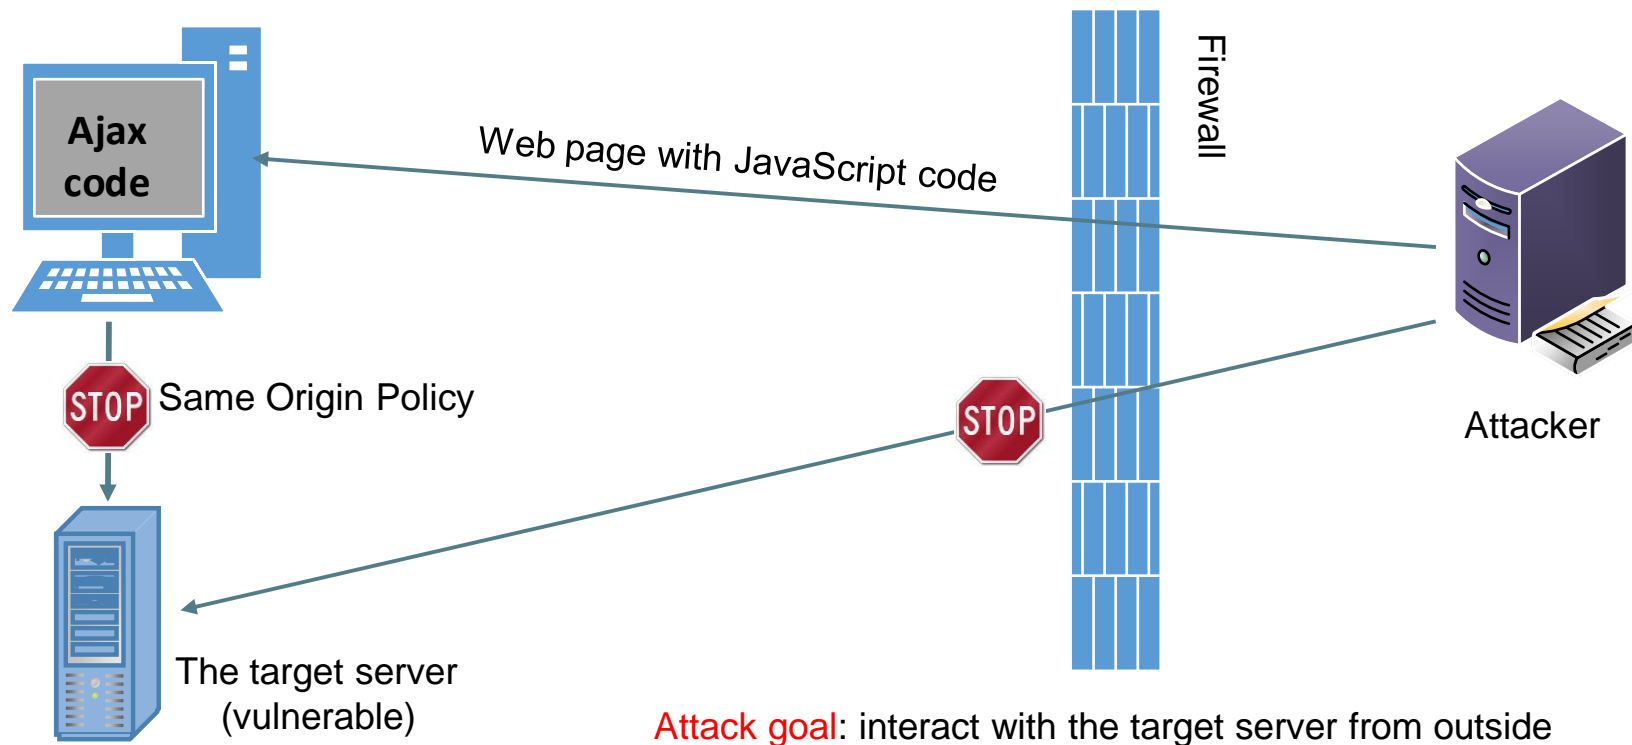 Firewall
Ajax
code
Web page with JavaScript code
STOP
Same Origin Policy
STOP
Attacker
The target server
(vulnerable)
Attack goal: interact with the target server from outside